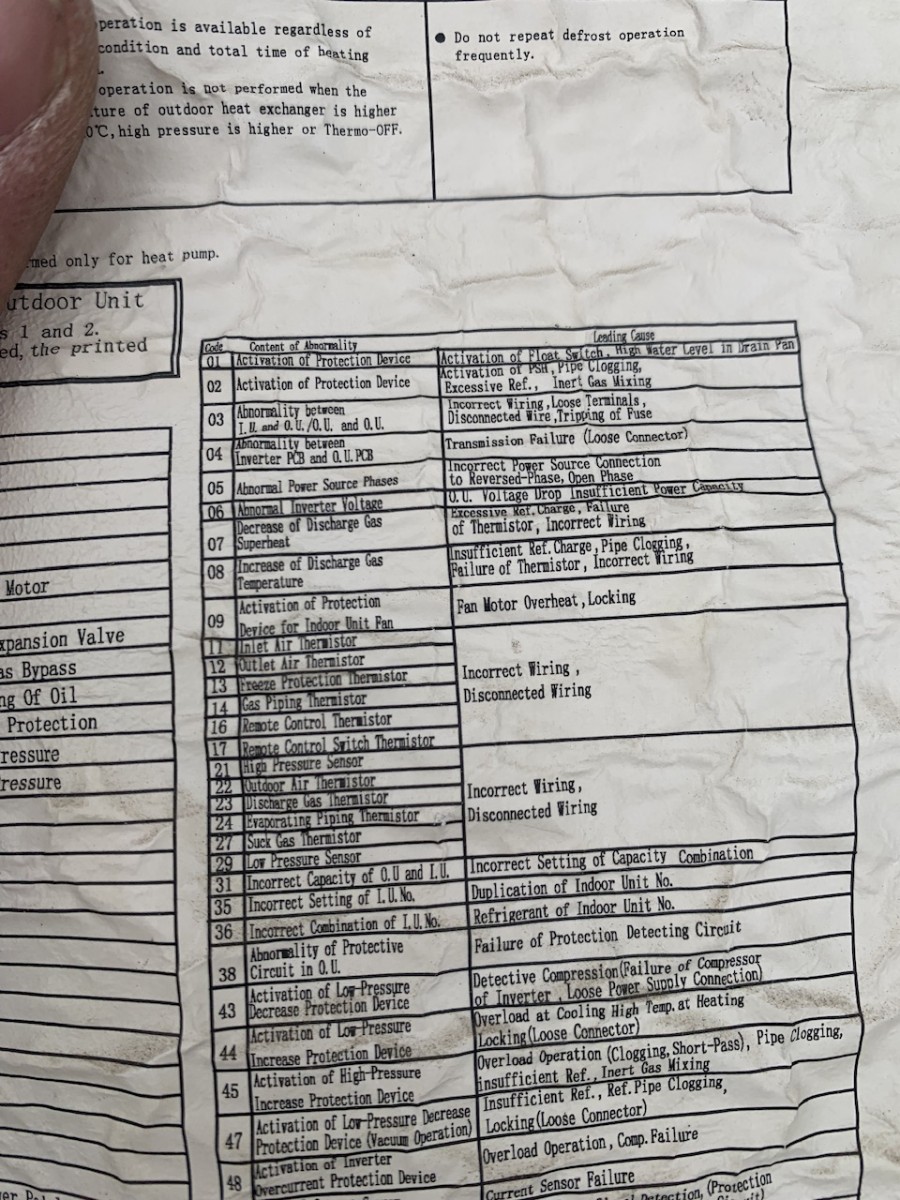 peration is available regardless of
condition and total time of heating
operation is not performed when the
ture of outdoor heat exchanger is higher
0℃, high pressure is higher or Thermo-OFF.
● Do not repeat defrost operation
frequently.
med only for heat pump.
utdoor Unit
s 1 and 2.
ed, the printed
Motor
xpansion Valve
as Bypass
ng Of Oil
Protection
ressure
ressure
Code Content of Abnormality Leading Cause
01 Activation of Protection Device Activation of Float Switch, High Water Level in Drain Pan
02 Activation of Protection Device Activation of PSH, Pipe Clogging,
Excessive Ref., Inert Gas Mixing
03 Abnormality between Incorrect Wiring, Loose Terminals,
I.U. and O.U./O.U. and O.U. Disconnected Wire, Tripping of Fuse
04 Abnormality between Transmission Failure (Loose Connector)
Inverter PCB and O.U.PCB
05 Abnormal Power Source Phases Incorrect Power Source Connection
to Reversed-Phase, Open Phase
06 Abnormal Inverter Voltage O.U. Voltage Drop Insufficient Power Capacity
07 Decrease of Discharge Gas Excessive Ref. Charge, Failure
Superheat of Thermistor, Incorrect Wiring
08 Increase of Discharge Gas Insufficient Ref. Charge, Pipe Clogging,
Temperature Failure of Thermistor, Incorrect Wiring
09 Activation of Protection Fan Motor Overheat, Locking
Device for Indoor Unit Fan
11 Inlet Air Thermistor
12 Outlet Air Thermistor
13 Freeze Protection Thermistor Incorrect Wiring,
14 Gas Piping Thermistor Disconnected Wiring
16 Remote Control Thermistor
17 Remote Control Switch Thermistor
21 High Pressure Sensor
22 Outdoor Air Thermistor Incorrect Wiring,
23 Discharge Gas Thermistor Disconnected Wiring
24 Evaporating Piping Thermistor
27 Suck Gas Thermistor
29 Low Pressure Sensor
31 Incorrect Capacity of O.U and I.U. Incorrect Setting of Capacity Combination
35 Incorrect Setting of I.U.No. Duplication of Indoor Unit No.
36 Incorrect Combination of I.U.No. Refrigerant of Indoor Unit No.
38 Abnormality of Protective Failure of Protection Detecting Circuit
Circuit in O.U.
43 Activation of Low-Pressure Detective Compression(Failure of Compressor
Decrease Protection Device of Inverter, Loose Power Supply Connection)
44 Activation of Low-Pressure Overload at Cooling High Temp. at Heating
Increase Protection Device Locking(Loose Connector)
45 Activation of High-Pressure Overload Operation (Clogging, Short-Pass), Pipe Clogging,
Increase Protection Device insufficient Ref., Inert Gas Mixing
47 Activation of Low-Pressure Decrease Insufficient Ref., Ref. Pipe Clogging,
Protection Device (Vacuum Operation) Locking(Loose Connector)
48 Activation of Inverter Overload Operation, Comp. Failure
Overcurrent Protection Device
Current Sensor Failure
Detection, (Protection